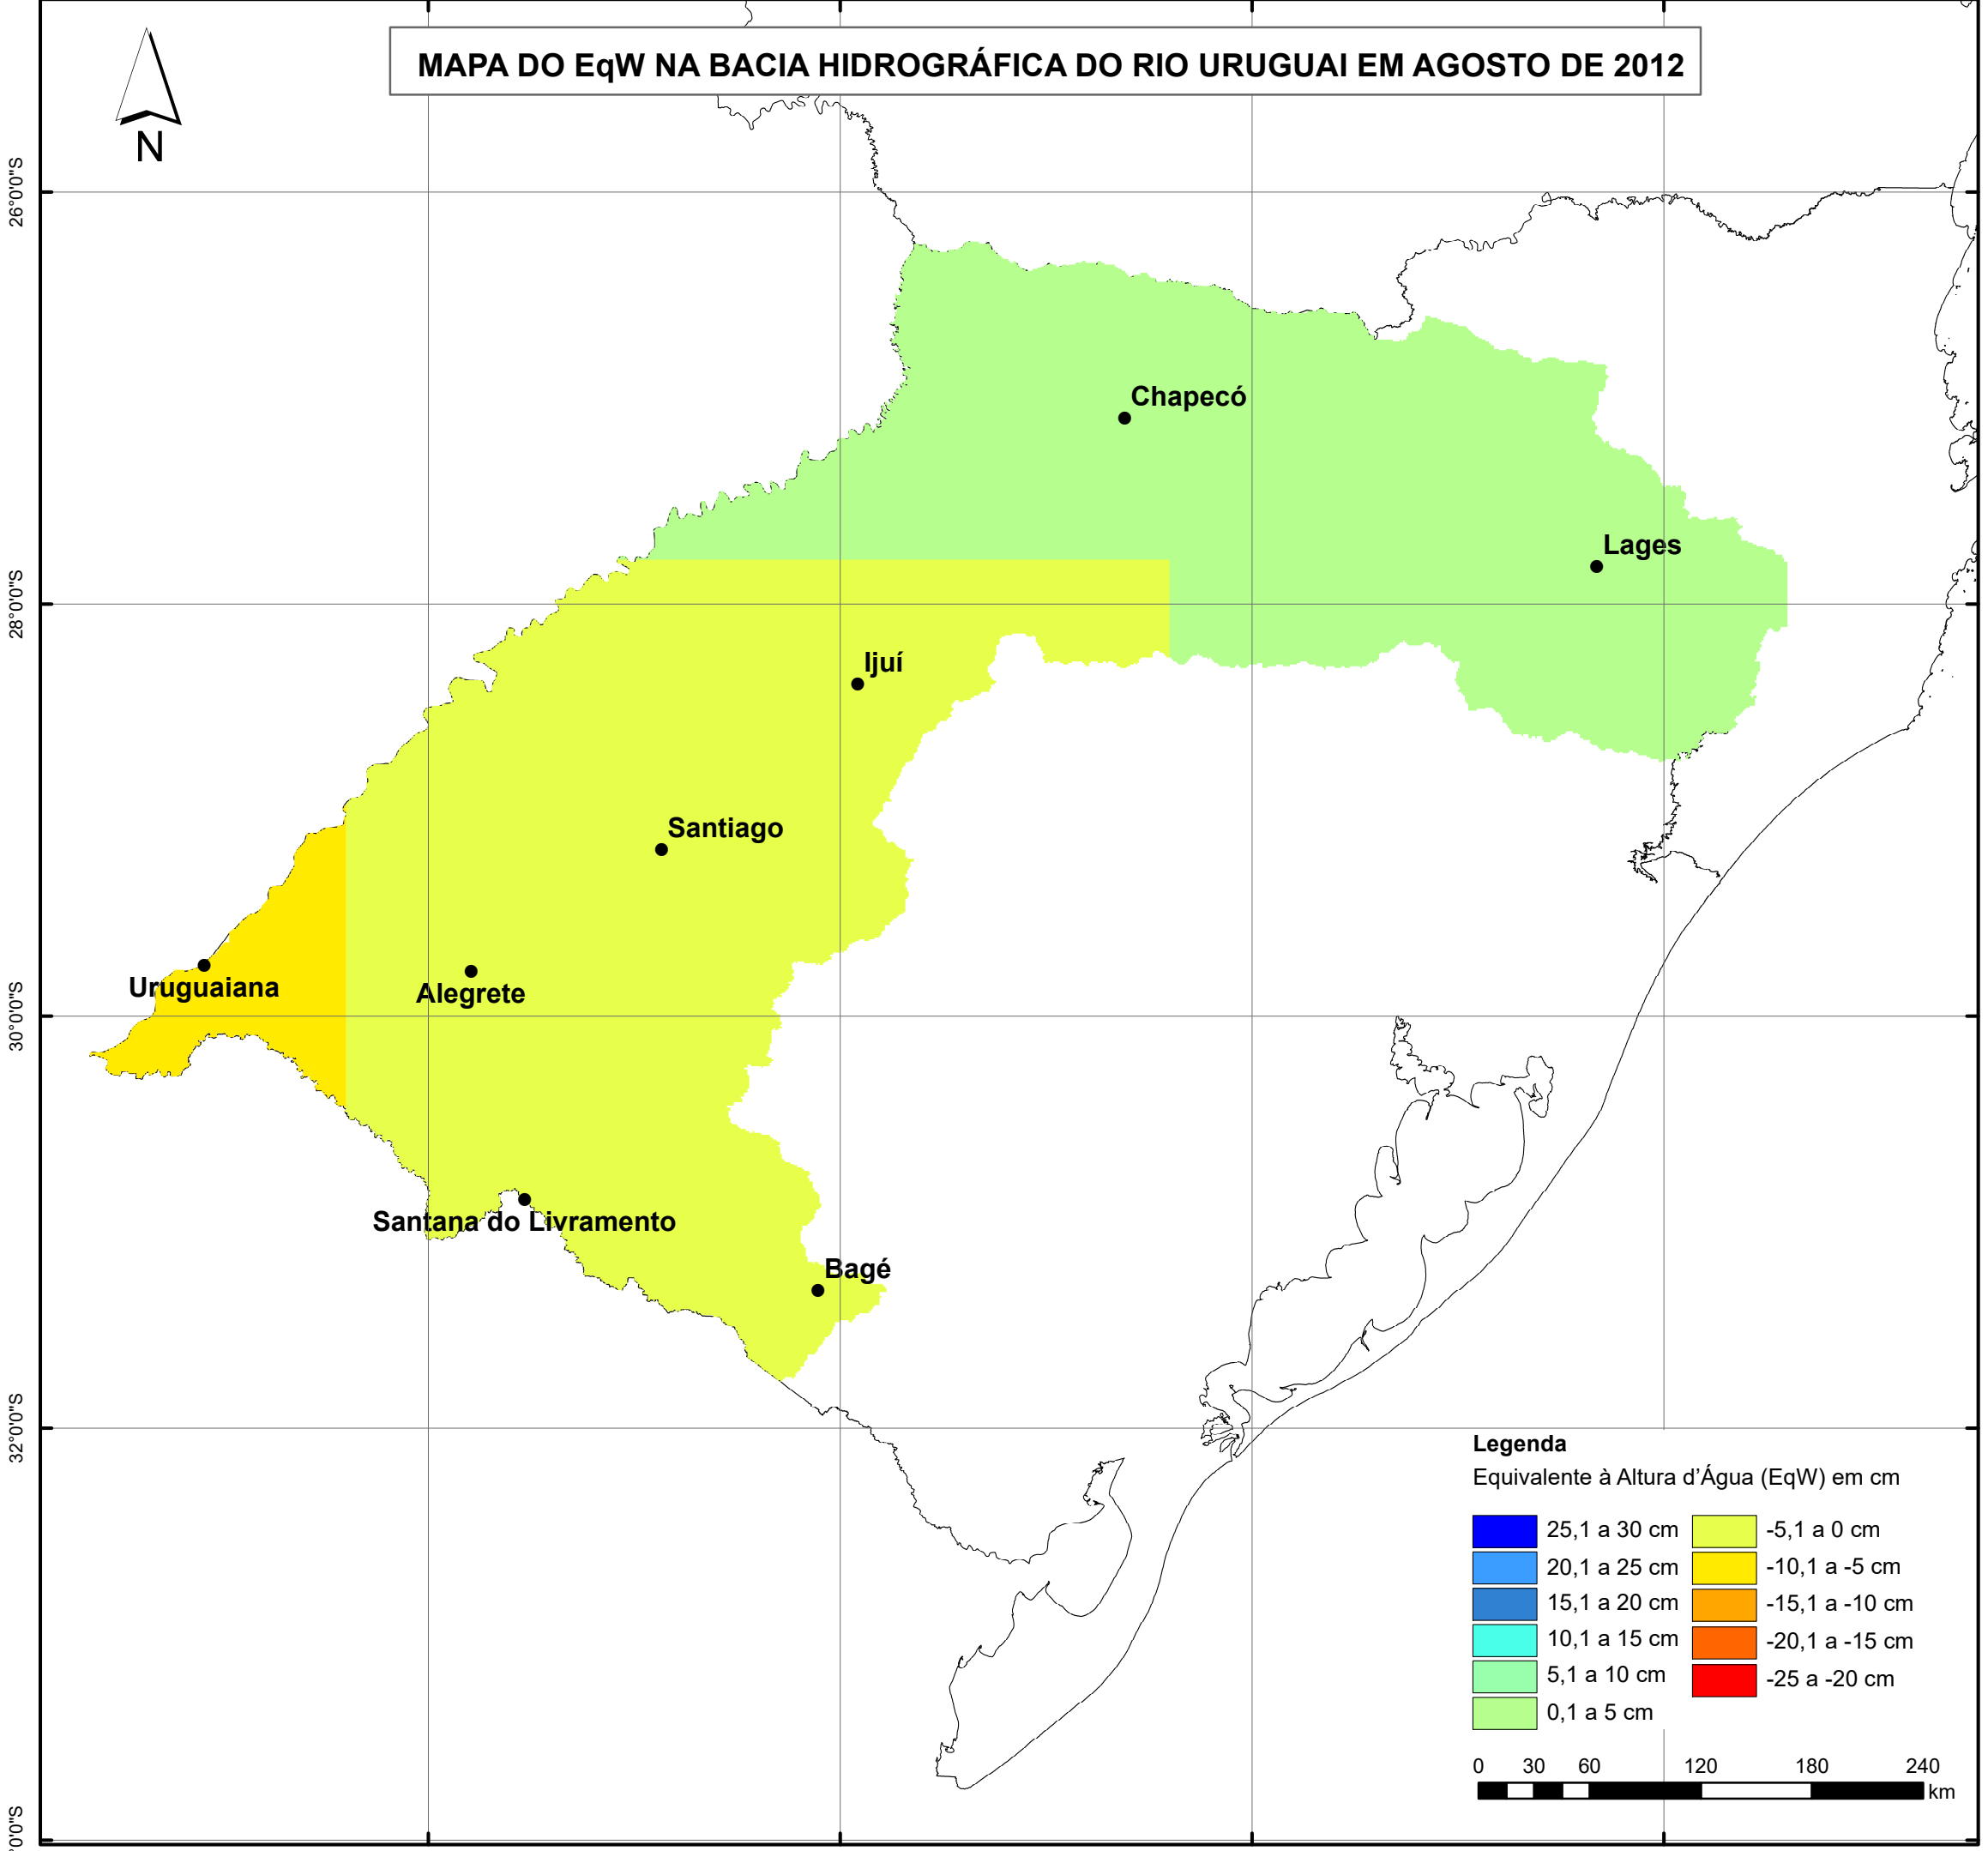 MAPA DO EqW NA BACIA HIDROGRÁFICA DO RIO URUGUAI EM AGOSTO DE 2012
N
26°0'0"S
28°0'0"S
30°0'0"S
32°0'0"S
°0'0"S
Chapecó
Lages
Ijuí
Santiago
Uruguaiana
Alegrete
Santana do Livramento
Bagé
Legenda
Equivalente à Altura d’Água (EqW) em cm
25,1 a 30 cm
20,1 a 25 cm
15,1 a 20 cm
10,1 a 15 cm
5,1 a 10 cm
0,1 a 5 cm
-5,1 a 0 cm
-10,1 a -5 cm
-15,1 a -10 cm
-20,1 a -15 cm
-25 a -20 cm
0 30 60 120 180 240
km